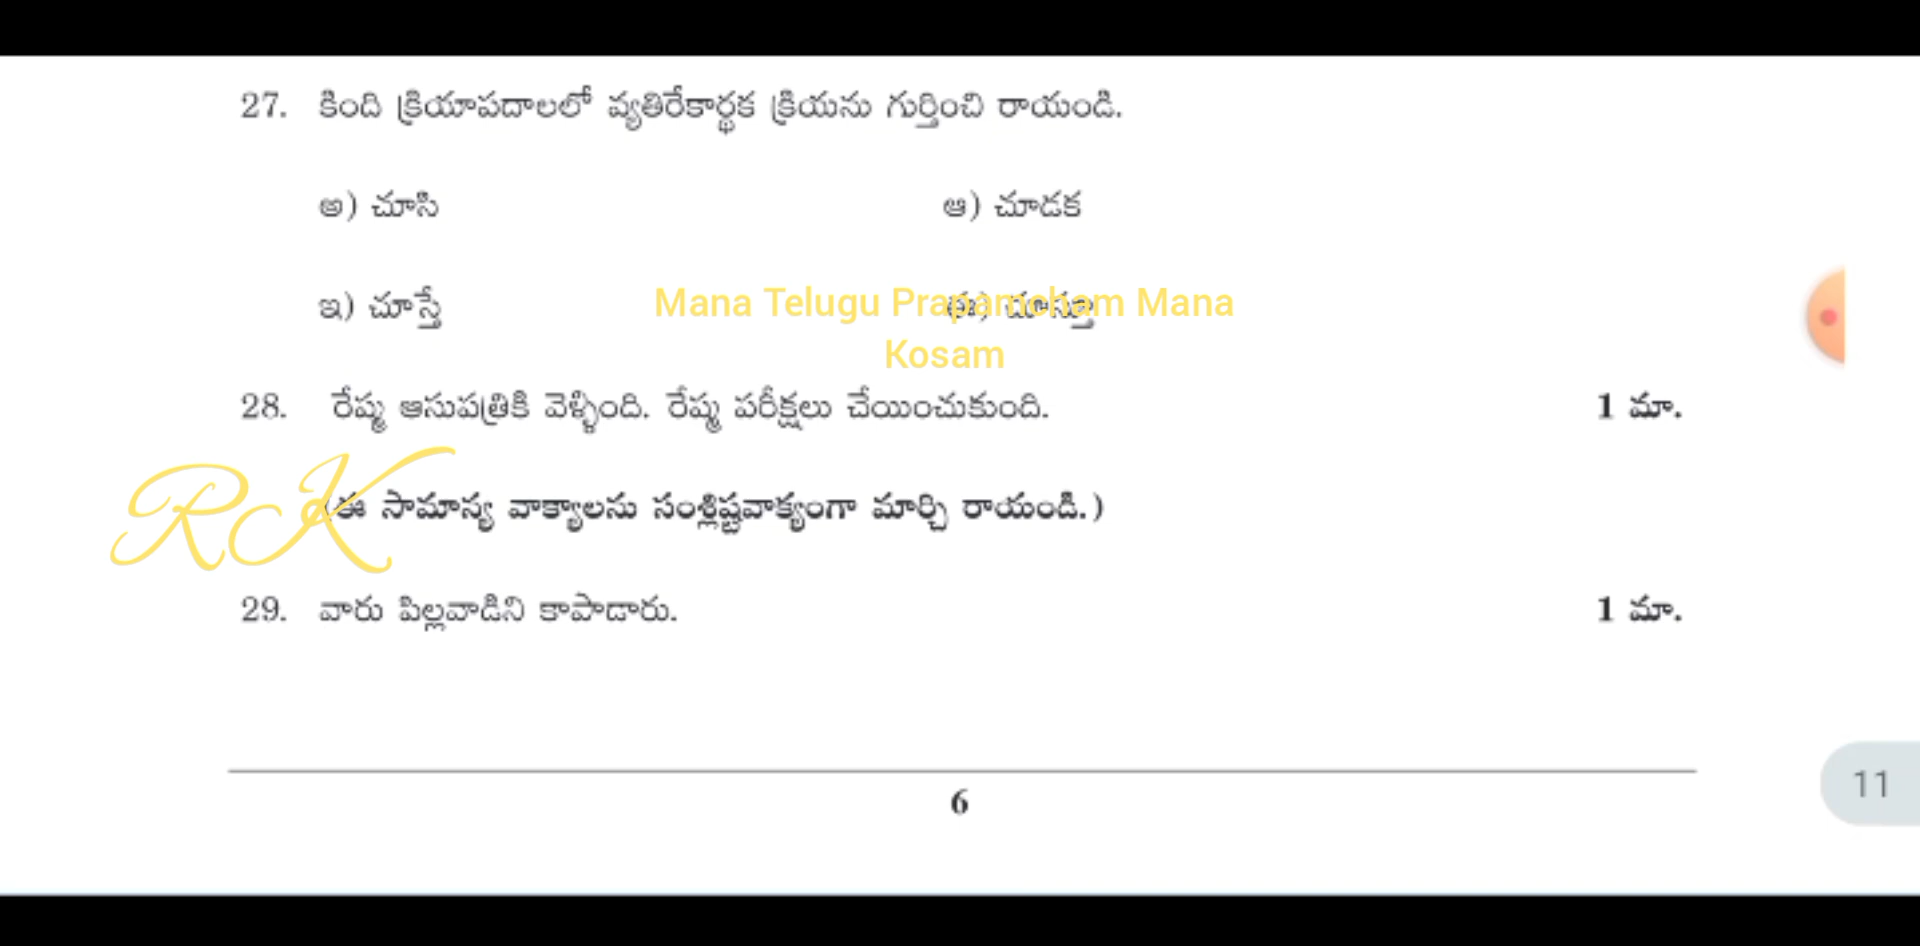 27. కింది క్రియాపదాలలో వ్యతిరేకార్థక క్రియను గుర్తించి రాయండి.
అ) చూసి ఆ) చూడక
ఇ) చూస్తే ఈ) చూస్తూ
Mana Telugu Prapamcham Mana
Kosam
28. రేష్మ ఆసుపత్రికి వెళ్ళింది. రేష్మ పరీక్షలు చేయించుకుంది. 1 మా.
RK
(ఈ సామాన్య వాక్యాలను సంశ్లిష్టవాక్యంగా మార్చి రాయండి.)
29. వారు పిల్లవాడిని కాపాడారు. 1 మా.
6
11